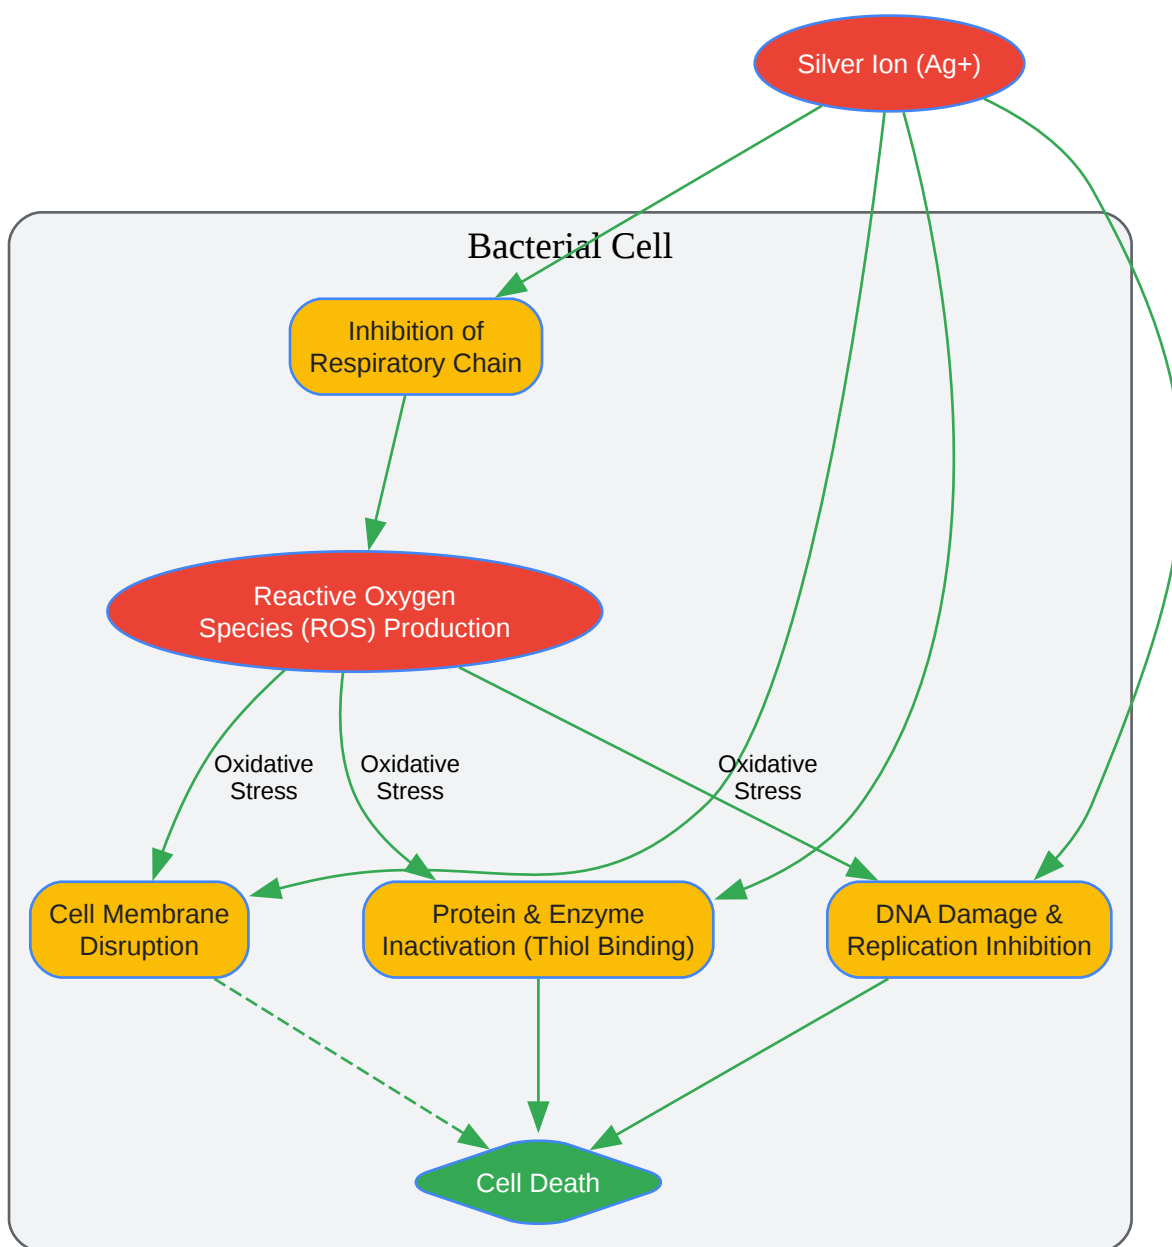 Silver Ion (Ag+)
Bacterial Cell
Inhibition of
Respiratory Chain
Reactive Oxygen
Species (ROS) Production
Oxidative
Stress
Oxidative
Stress
Oxidative
Stress
Cell Membrane
Disruption
Protein & Enzyme
Inactivation (Thiol Binding)
DNA Damage &
Replication Inhibition
Cell Death